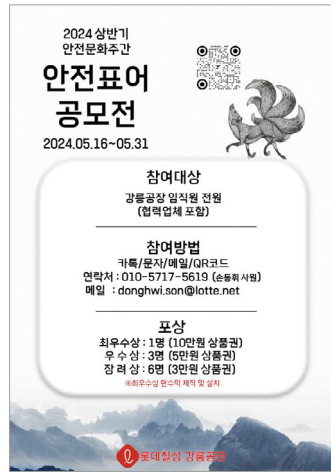 2024 상반기
안전문화주간
안전표어
공모전
2024.05.16~05.31
참여대상
강릉공장 임직원 전원
(협력업체 포함)
참여방법
카톡/문자/메일/QR코드
연락처 : 010-5717-5619 (손동휘 사원)
메일 : donghwi.son@lotte.net
포상
최우수상 : 1명 (10만원 상품권)
우 수 상 : 3명 (5만원 상품권)
장 려 상 : 6명 (3만원 상품권)
※최우수상 현수막 제작 및 설치
롯데칠성 강릉공장